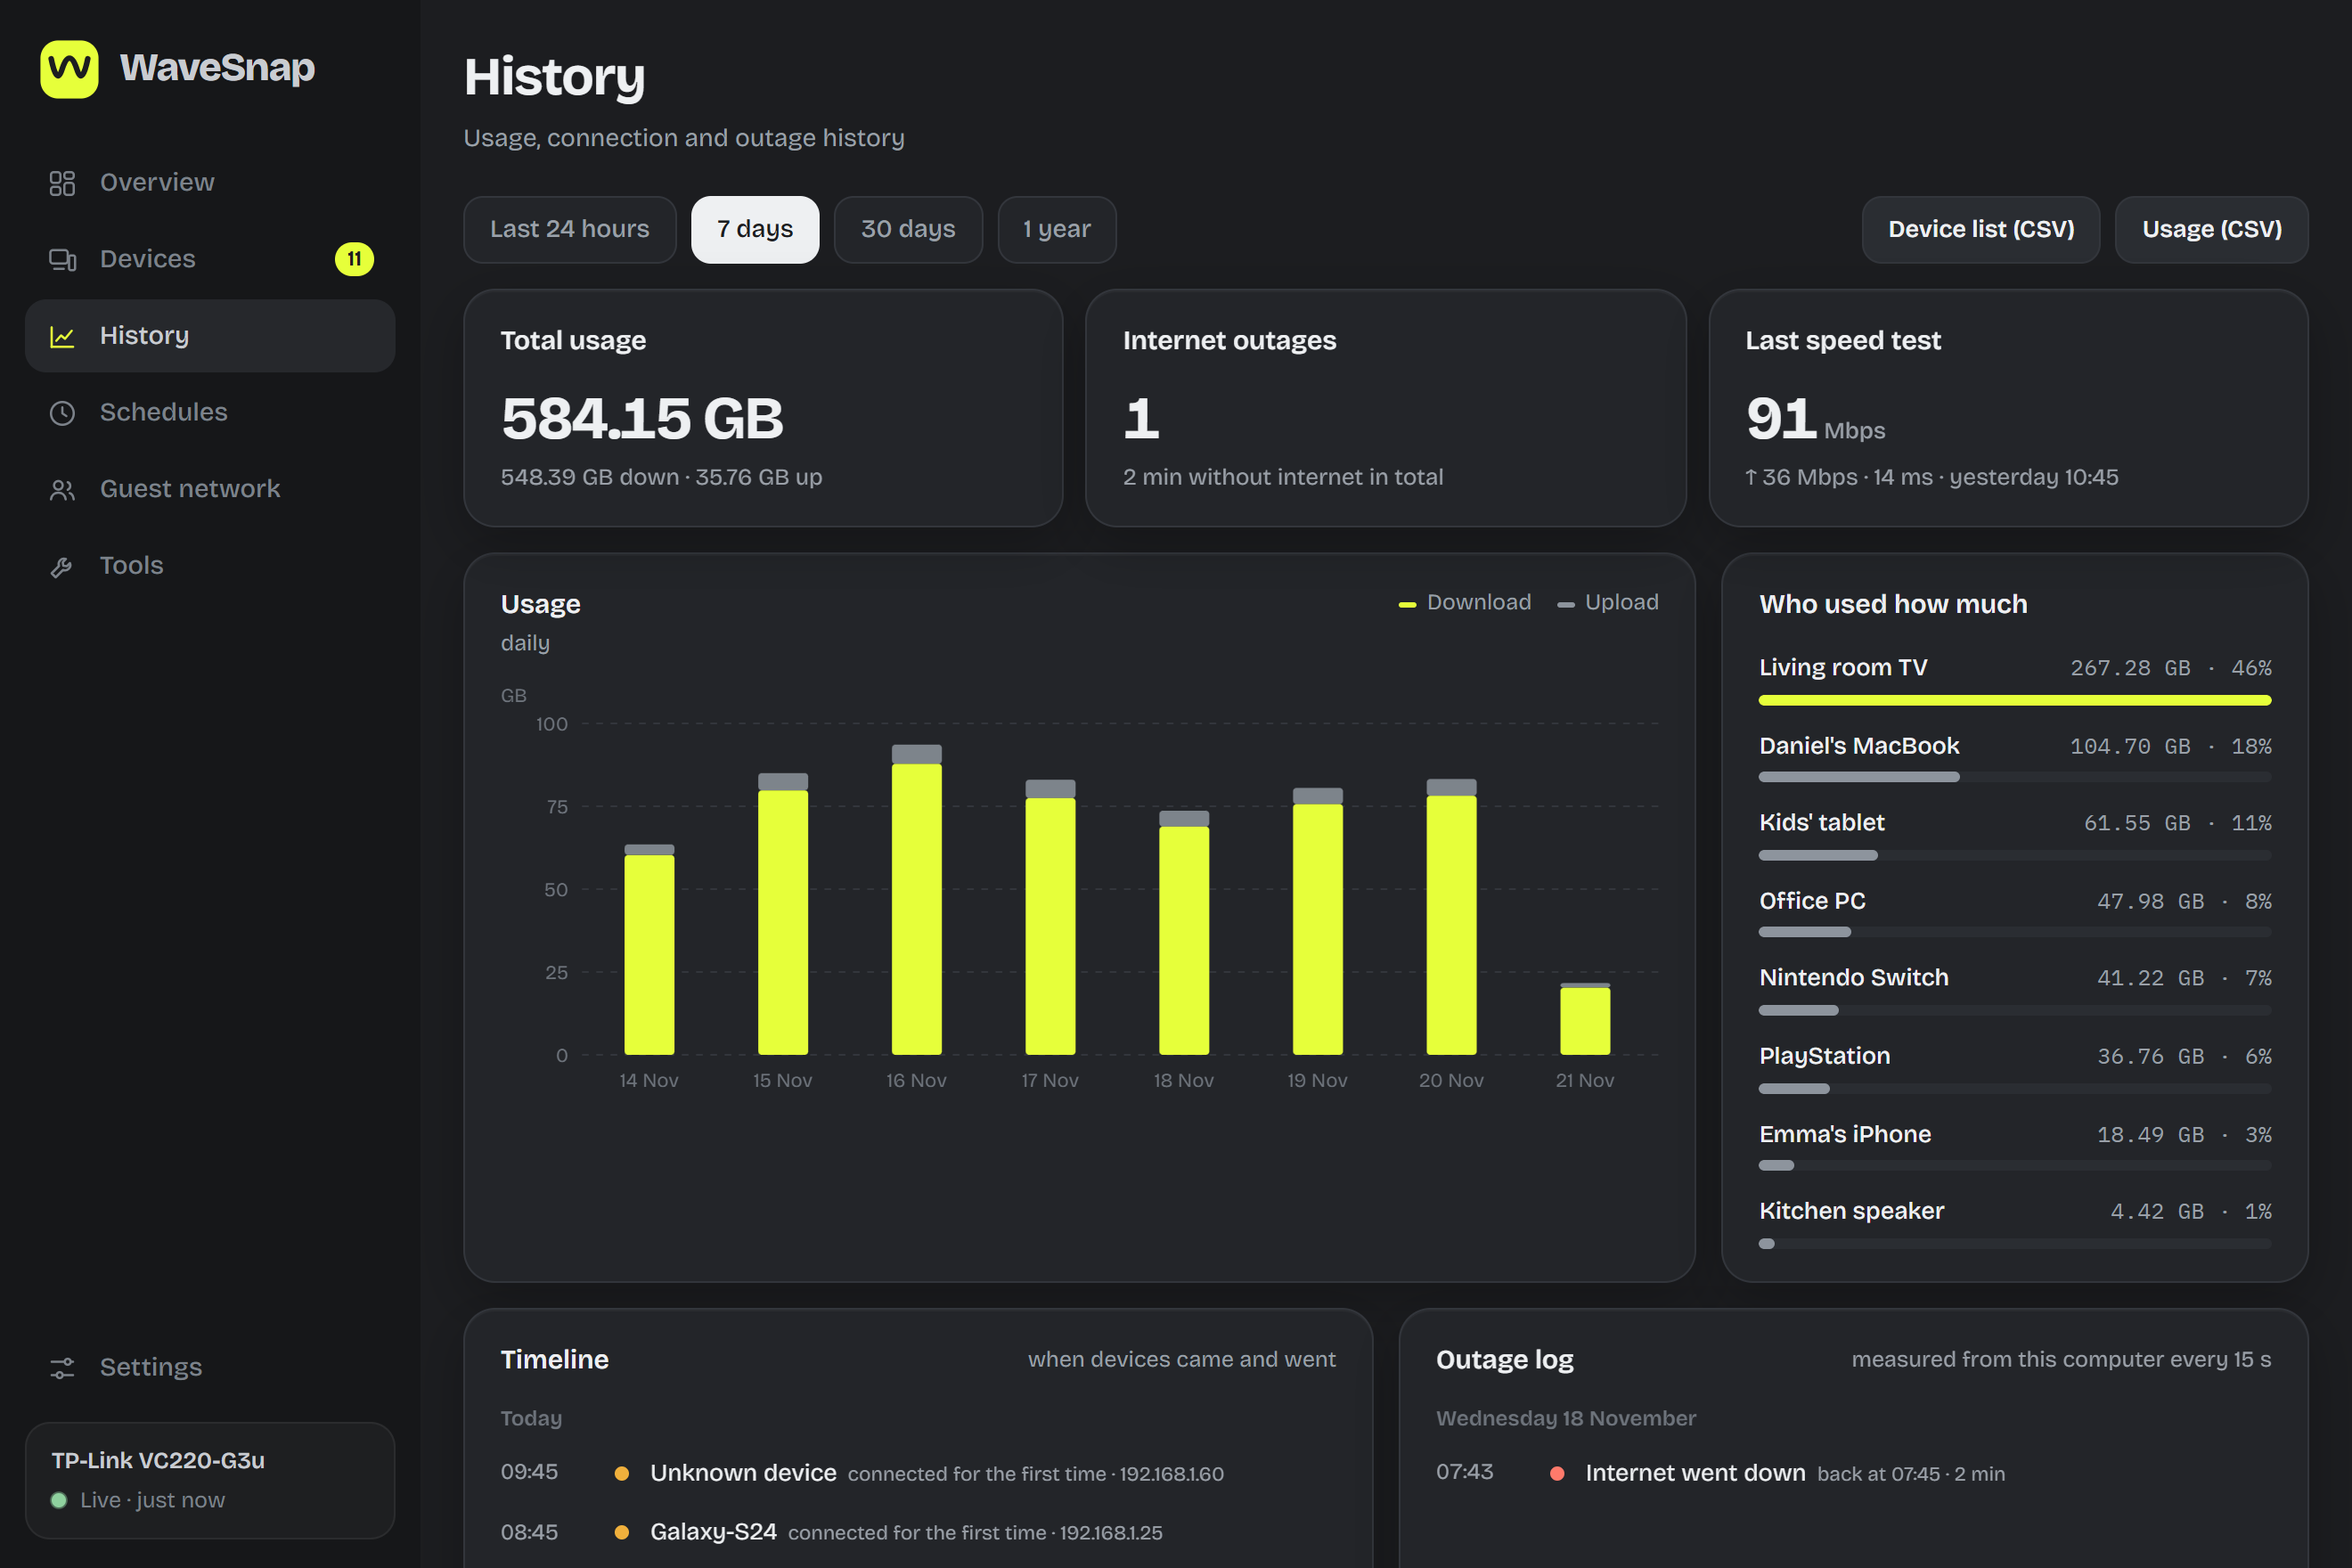 WaveSnap
Overview
Devices 11
History
Schedules
Guest network
Tools
Settings
TP-Link VC220-G3u
Live · just now
History
Usage, connection and outage history
Last 24 hours 7 days 30 days 1 year Device list (CSV) Usage (CSV)
Total usage
584.15 GB
548.39 GB down · 35.76 GB up
Internet outages
1
2 min without internet in total
Last speed test
91 Mbps
↑ 36 Mbps · 14 ms · yesterday 10:45
Usage
daily
Download Upload
GB
100
75
50
25
0
14 Nov 15 Nov 16 Nov 17 Nov 18 Nov 19 Nov 20 Nov 21 Nov
Who used how much
Living room TV 267.28 GB · 46%
Daniel's MacBook 104.70 GB · 18%
Kids' tablet 61.55 GB · 11%
Office PC 47.98 GB · 8%
Nintendo Switch 41.22 GB · 7%
PlayStation 36.76 GB · 6%
Emma's iPhone 18.49 GB · 3%
Kitchen speaker 4.42 GB · 1%
Timeline when devices came and went
Today
09:45 Unknown device connected for the first time · 192.168.1.60
08:45 Galaxy-S24 connected for the first time · 192.168.1.25
Outage log measured from this computer every 15 s
Wednesday 18 November
07:43 Internet went down back at 07:45 · 2 min